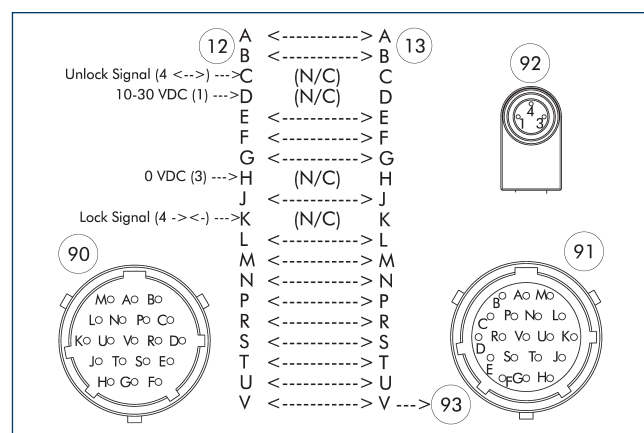 12 A <-----------> A 13
B <-----------> B
Unlock Signal (4 <-->) --->C (N/C) C
10-30 VDC (1) --->D (N/C) D
E <-----------> E
F <-----------> F
G <-----------> G
0 VDC (3) --->H (N/C) H
J <-----------> J
Lock Signal (4 -><-) --->K (N/C) K
L <-----------> L
M <-----------> M
N <-----------> N
P <-----------> P
R <-----------> R
S <-----------> S
T <-----------> T
U <-----------> U
V <-----------> V ---> 93
92
4
1 3
90
M A B
L N P C
K U V R D
J T S E
H G F
91
B A M
C P N L
D R V U K
E S T J
F G H